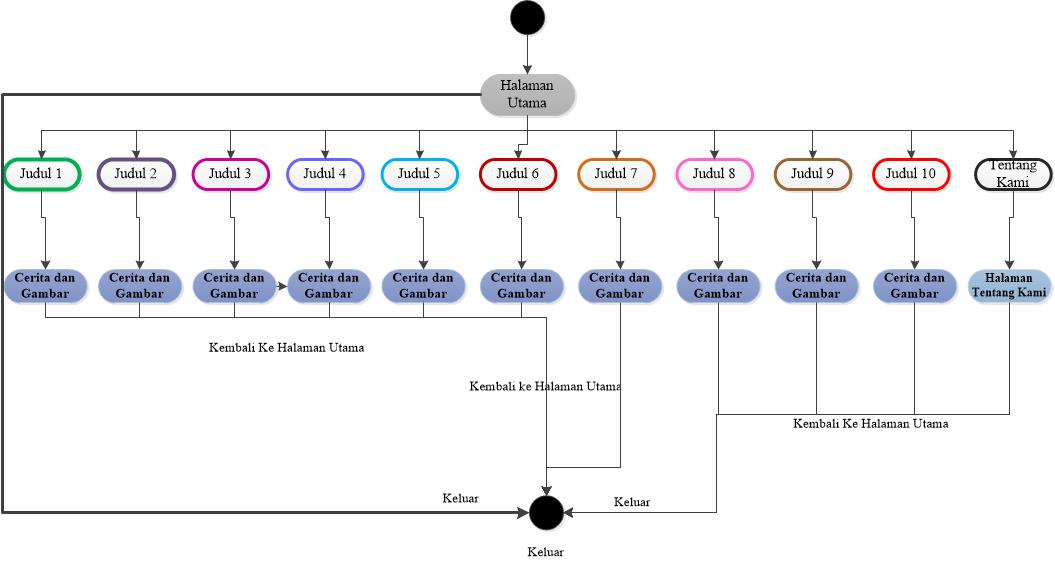 Halaman
Utama
Judul 1
Judul 2
Judul 3
Judul 4
Judul 5
Judul 6
Judul 7
Judul 8
Judul 9
Judul 10
Tentang
Kami
Cerita dan
Gambar
Cerita dan
Gambar
Cerita dan
Gambar
Cerita dan
Gambar
Cerita dan
Gambar
Cerita dan
Gambar
Cerita dan
Gambar
Cerita dan
Gambar
Cerita dan
Gambar
Cerita dan
Gambar
Halaman
Tentang Kami
Kembali Ke Halaman Utama
Kembali ke Halaman Utama
Kembali Ke Halaman Utama
Keluar
Keluar
Keluar